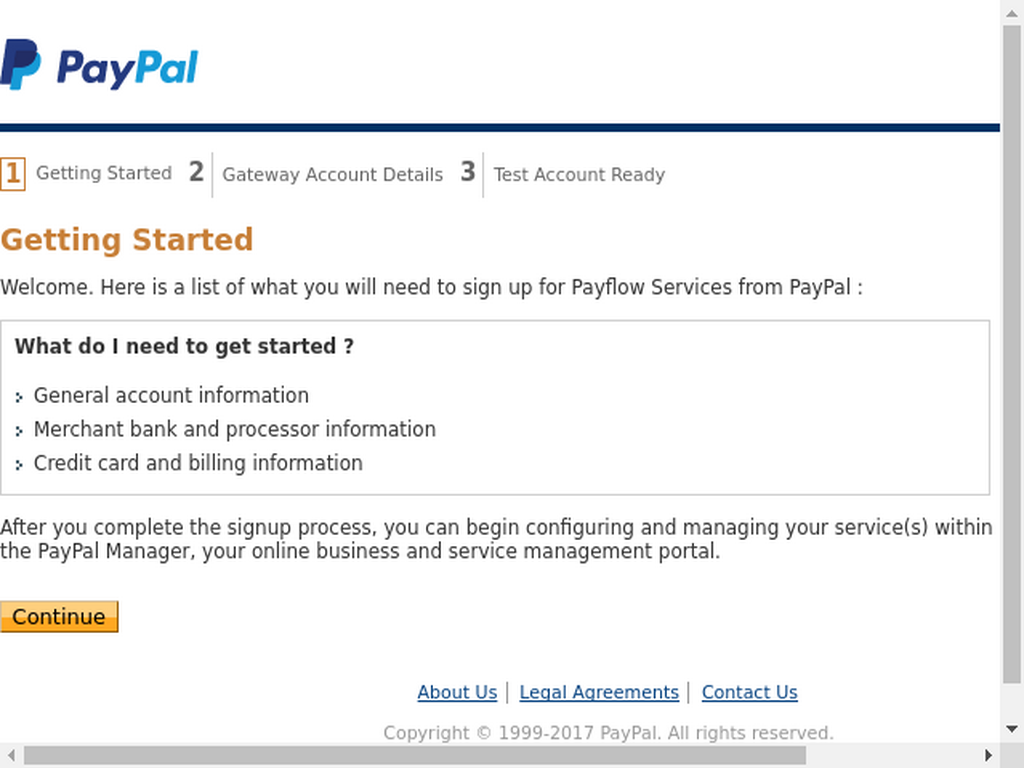 PayPal
1 Getting Started 2 Gateway Account Details 3 Test Account Ready
Getting Started
Welcome. Here is a list of what you will need to sign up for Payflow Services from PayPal :
What do I need to get started ?
General account information
Merchant bank and processor information
Credit card and billing information
After you complete the signup process, you can begin configuring and managing your service(s) within
the PayPal Manager, your online business and service management portal.
Continue
About Us Legal Agreements Contact Us
Copyright © 1999-2017 PayPal. All rights reserved.